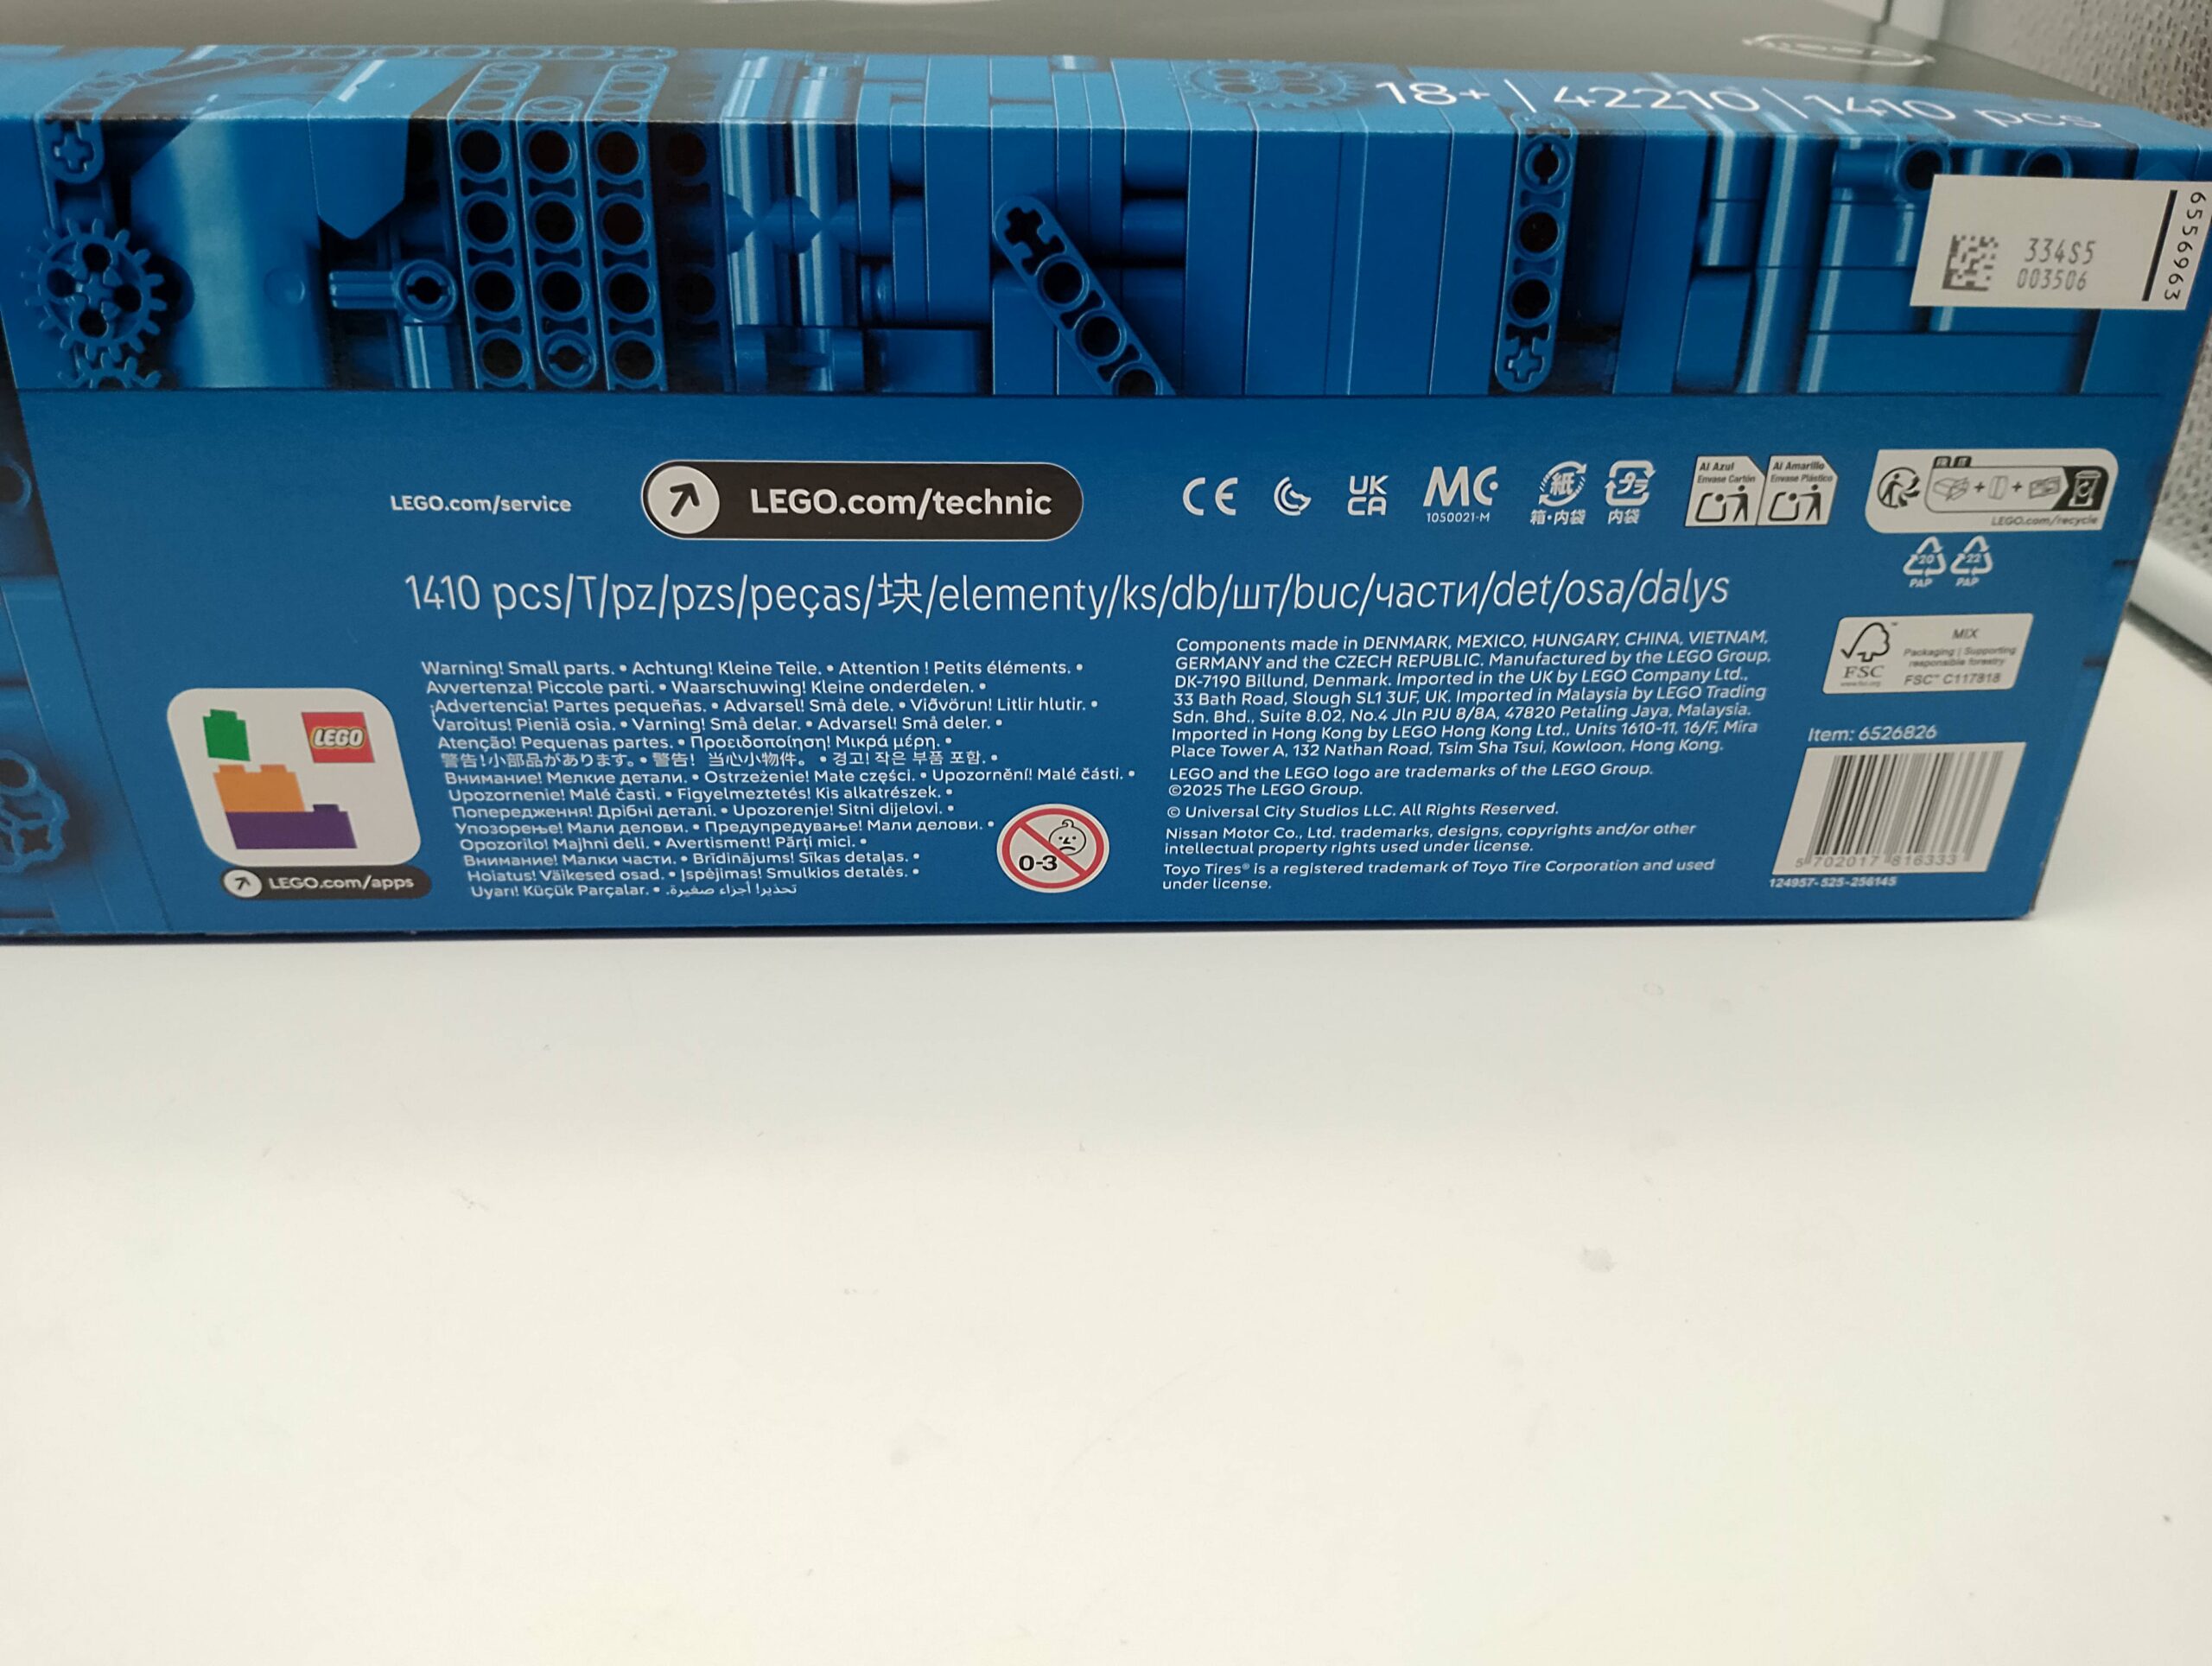 18+ | 42210 | 1410 pcs
6556963
334S5
003506
LEGO.com/service
LEGO.com/technic
CE
UK
CA
1050021-M
紙
箱・内袋
プラ
内袋
Al Azul
Envase Cartón
Al Amarillo
Envase Plástico
FR IT
LEGO.com/recycle
20
PAP
22
PAP
1410 pcs/T/pz/pzs/peças/块/elementy/ks/db/шт/buc/части/det/osa/dalys
Warning! Small parts. • Achtung! Kleine Teile. • Attention ! Petits éléments. •
Avvertenza! Piccole parti. • Waarschuwing! Kleine onderdelen. •
¡Advertencia! Partes pequeñas. • Advarsel! Små dele. • Viðvörun! Litlir hlutir. •
Varoitus! Pieniä osia. • Varning! Små delar. • Advarsel! Små deler. •
Atenção! Pequenas partes. • Προειδοποίηση! Μικρά μέρη. •
警告!小部品があります。• 警告! 当心小物件。 • 경고! 작은 부품 포함. •
Внимание! Мелкие детали. • Ostrzeżenie! Małe części. • Upozornění! Malé části. •
Upozornenie! Malé časti. • Figyelmeztetés! Kis alkatrészek. •
Попередження! Дрібні деталі. • Upozorenje! Sitni dijelovi. •
Упозорење! Мали делови. • Предупредување! Мали делови. •
Opozorilo! Majhni deli. • Avertisment! Părți mici. •
Внимание! Малки части. • Brīdinājums! Sīkas detaļas. •
Hoiatus! Väikesed osad. • Įspėjimas! Smulkios detalės. •
Uyarı! Küçük Parçalar. • تحذير! أجزاء صغيرة.
0-3
LEGO
LEGO.com/apps
Components made in DENMARK, MEXICO, HUNGARY, CHINA, VIETNAM,
GERMANY and the CZECH REPUBLIC. Manufactured by the LEGO Group,
DK-7190 Billund, Denmark. Imported in the UK by LEGO Company Ltd.,
33 Bath Road, Slough SL1 3UF, UK. Imported in Malaysia by LEGO Trading
Sdn. Bhd., Suite 8.02, No.4 Jln PJU 8/8A, 47820 Petaling Jaya, Malaysia.
Imported in Hong Kong by LEGO Hong Kong Ltd., Units 1610-11, 16/F, Mira
Place Tower A, 132 Nathan Road, Tsim Sha Tsui, Kowloon, Hong Kong.
LEGO and the LEGO logo are trademarks of the LEGO Group.
©2025 The LEGO Group.
© Universal City Studios LLC. All Rights Reserved.
Nissan Motor Co., Ltd. trademarks, designs, copyrights and/or other
intellectual property rights used under license.
Toyo Tires® is a registered trademark of Toyo Tire Corporation and used
under license.
FSC™
www.fsc.org
MIX
Packaging | Supporting
responsible forestry
FSC™ C117818
Item: 6526826
5 702017 816333
124957-525-256145